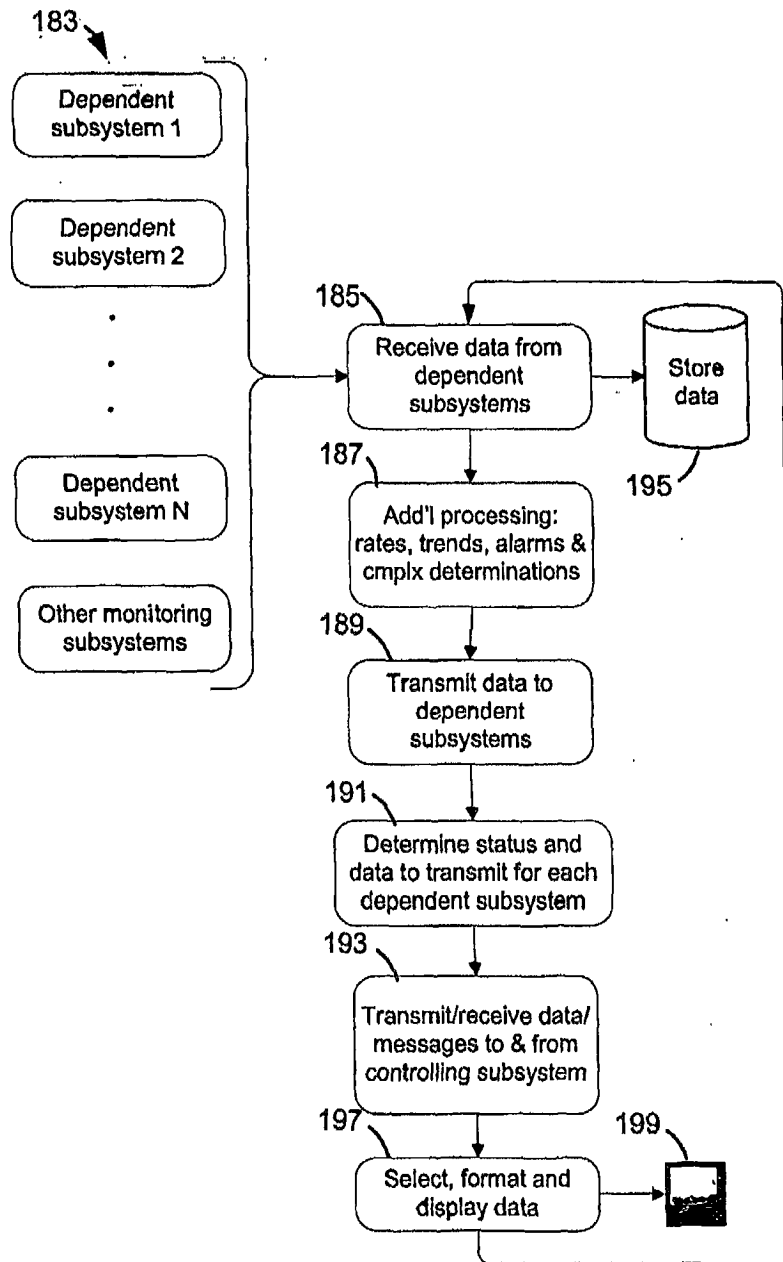 183
Dependent
subsystem 1
Dependent
subsystem 2
Dependent
subsystem N
Other monitoring
subsystems
185
Receive data from
dependent
subsystems
Store
data
195
187
Add'l processing:
rates, trends, alarms &
cmplx determinations
189
Transmit data to
dependent
subsystems
191
Determine status and
data to transmit for each
dependent subsystem
193
Transmit/receive data/
messages to & from
controlling subsystem
197
Select, format and
display data
199